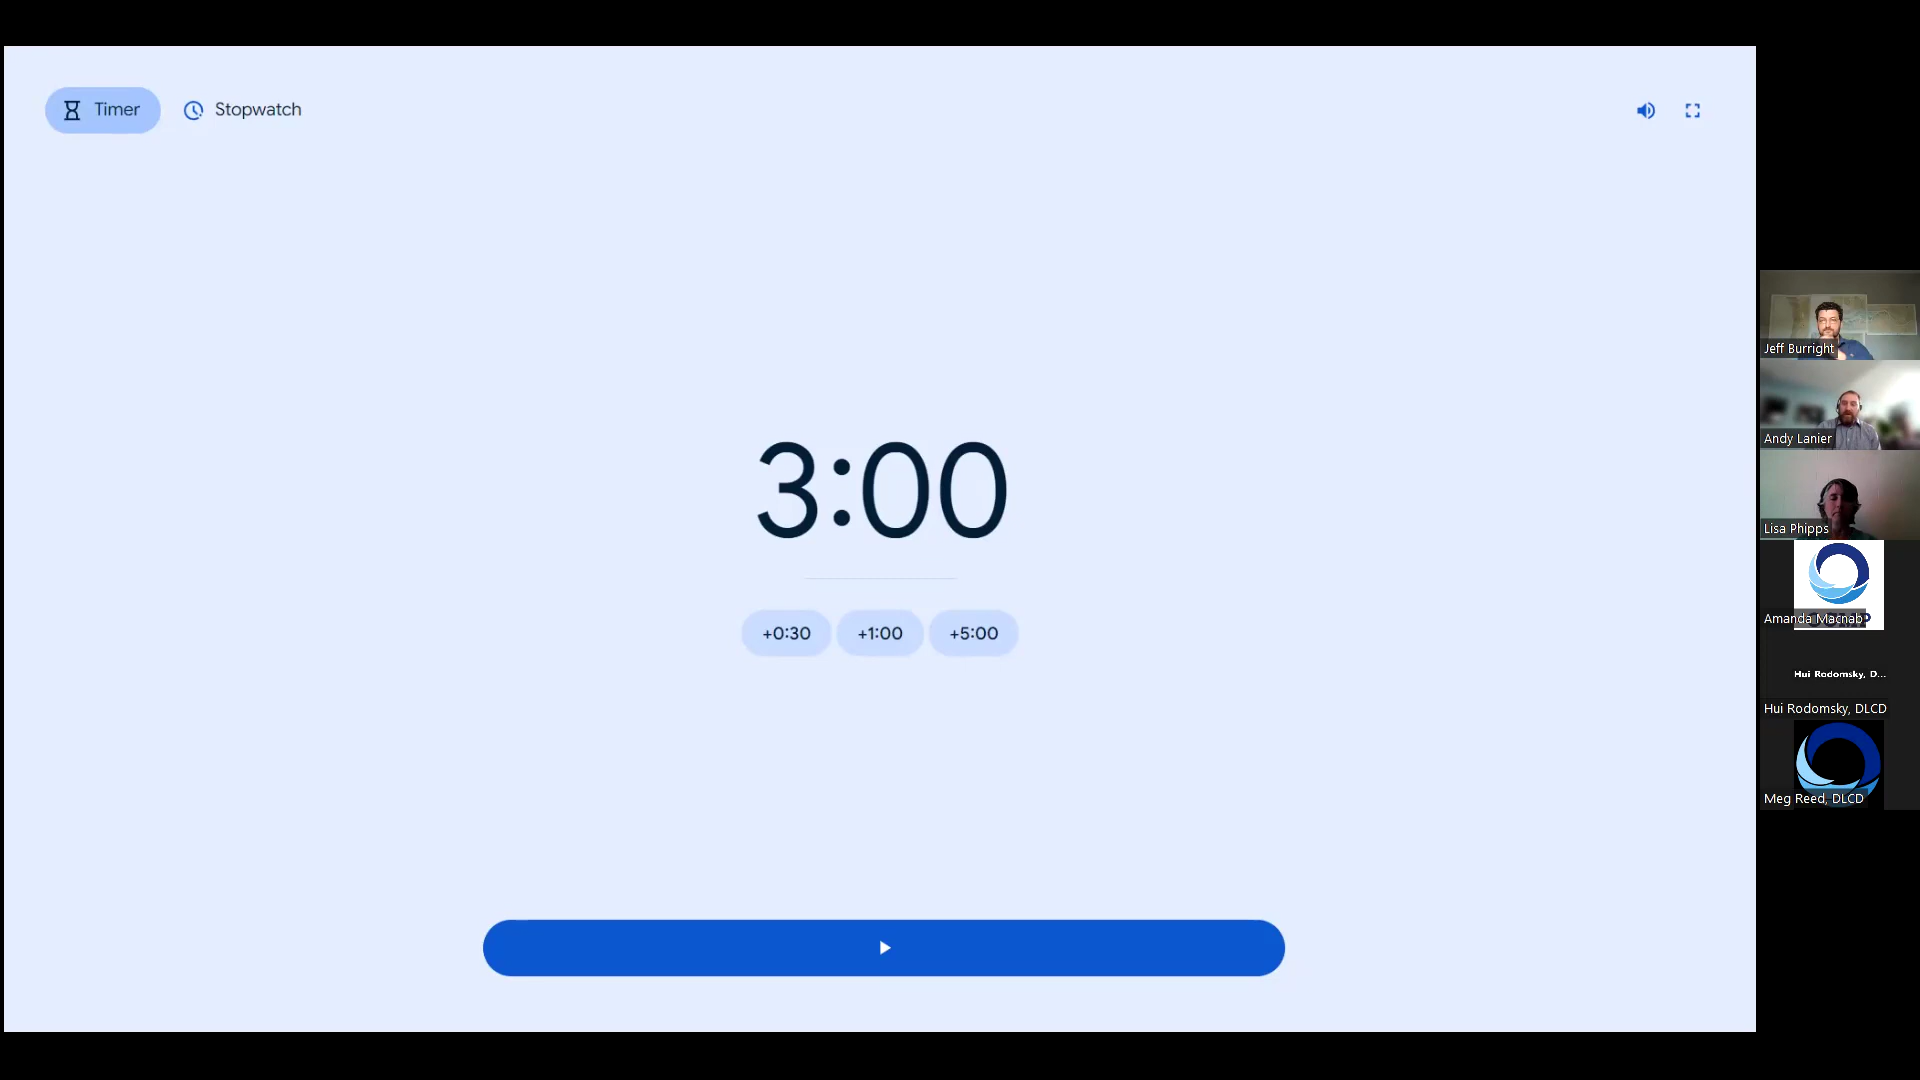 Timer
Stopwatch
3:00
+0:30
+1:00
+5:00
Jeff Burright
Andy Lanier
Lisa Phipps
Amanda Macnab
Hui Rodomsky, D...
Hui Rodomsky, DLCD
Meg Reed, DLCD